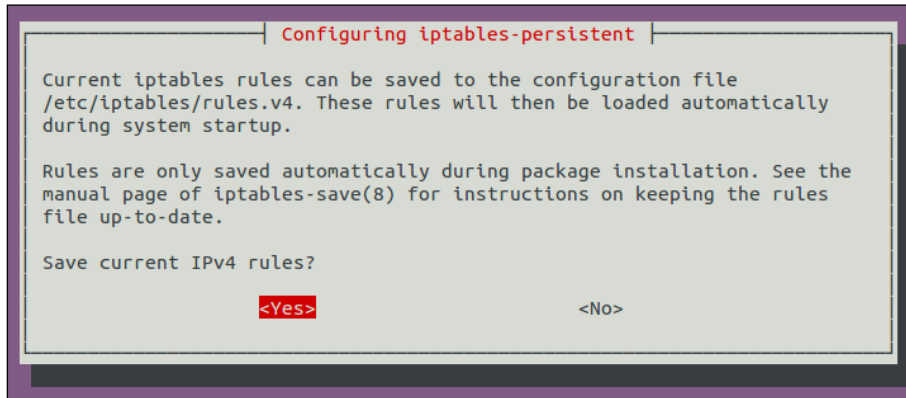 Configuring iptables-persistent
Current iptables rules can be saved to the configuration file
/etc/iptables/rules.v4. These rules will then be loaded automatically
during system startup.
Rules are only saved automatically during package installation. See the
manual page of iptables-save(8) for instructions on keeping the rules
file up-to-date.
Save current IPv4 rules?
<Yes> <No>